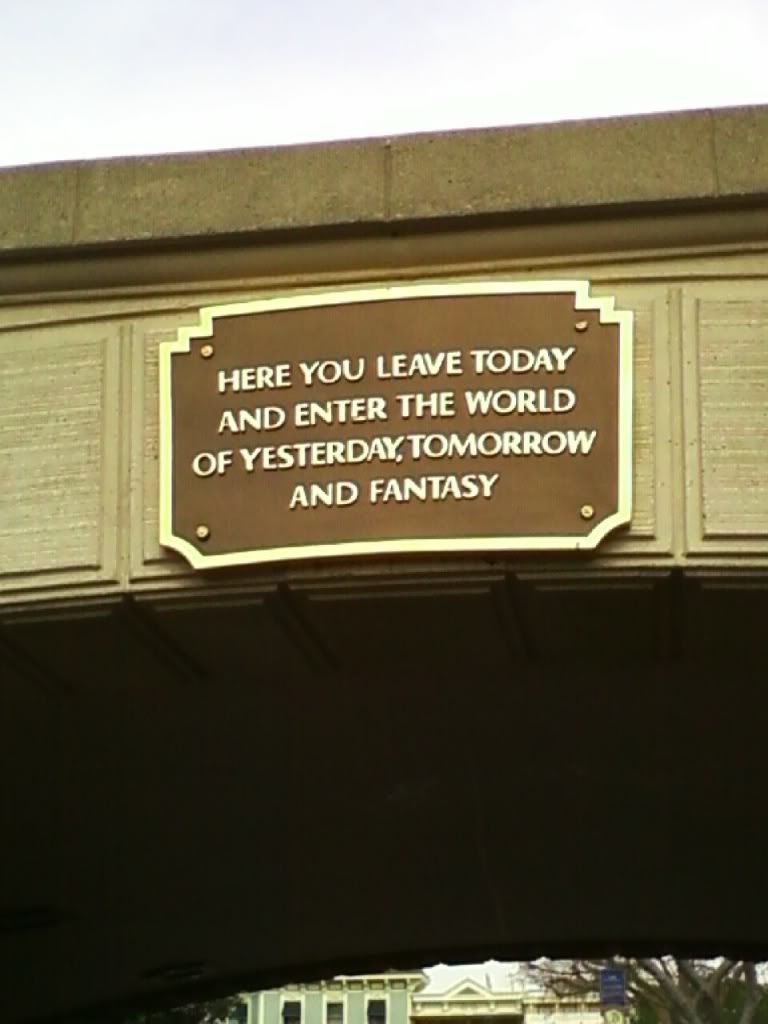 HERE YOU LEAVE TODAY
AND ENTER THE WORLD
OF YESTERDAY, TOMORROW
AND FANTASY